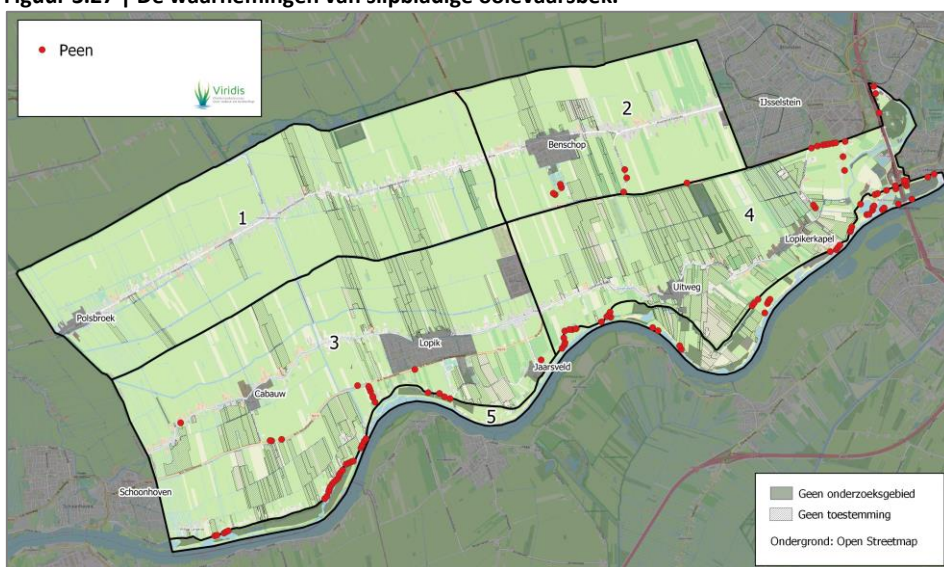 Figuur 3.27 | De waarnemingen van slipbladige ooievaarsbek.
Peen
Viridis
IJsselstein
2
Benschop
1
4
Lopikerkapel
Uitweg
Polsbroek
3
Lopik
Jaarsveld
Cabauw
5
Schoonhoven
Geen onderzoeksgebied
Geen toestemming
Ondergrond: Open Streetmap